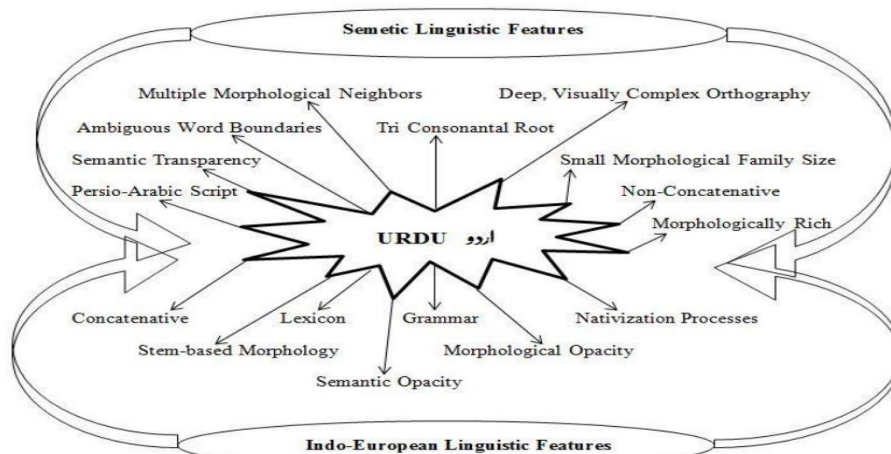 Semetic Linguistic Features
Multiple Morphological Neighbors
Deep, Visually Complex Orthography
Ambiguous Word Boundaries
Tri Consonantal Root
Semantic Transparency
Small Morphological Family Size
Persio-Arabic Script
Non-Concatenative
Morphologically Rich
URDU اردو
Concatenative
Lexicon
Grammar
Nativization Processes
Stem-based Morphology
Morphological Opacity
Semantic Opacity
Indo-European Linguistic Features